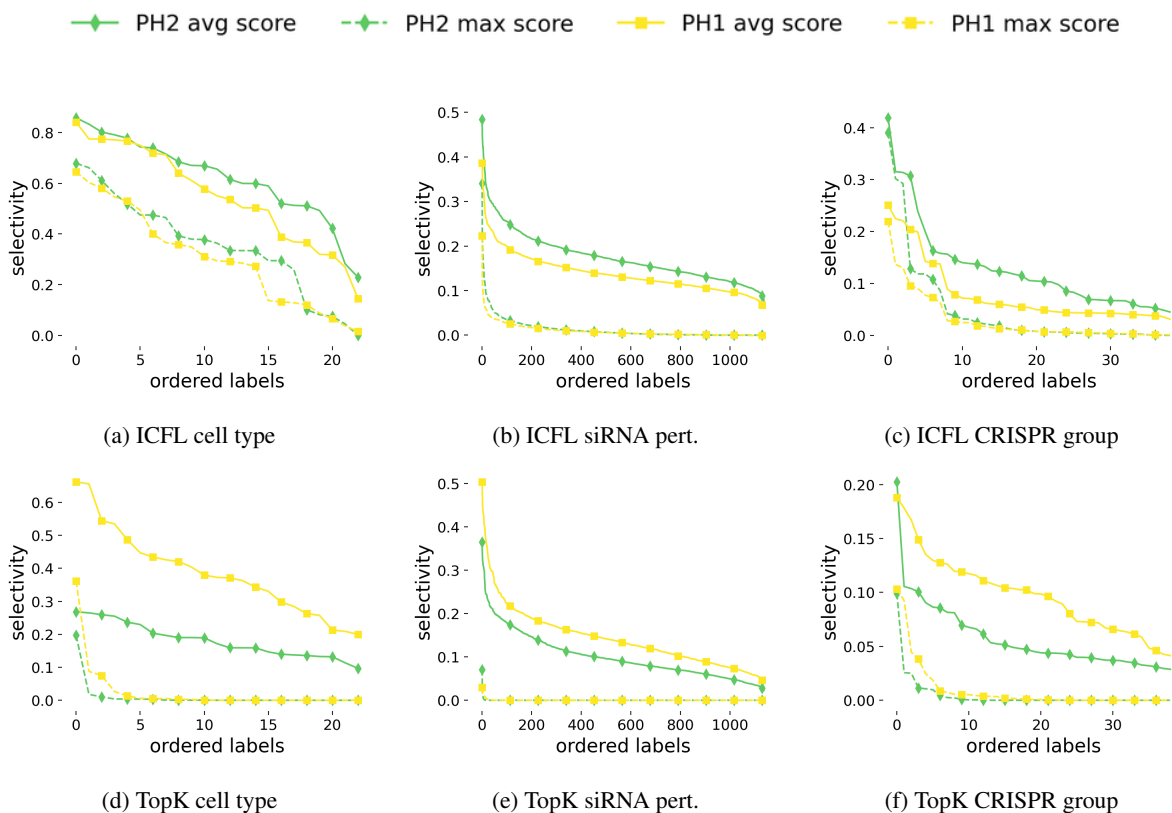 PH2 avg score PH2 max score PH1 avg score PH1 max score
0.8
0.6
0.4
0.2
0.0
selectivity
0 5 10 15 20
ordered labels
(a) ICFL cell type
0.5
0.4
0.3
0.2
0.1
0.0
selectivity
0 200 400 600 800 1000
ordered labels
(b) ICFL siRNA pert.
0.4
0.3
0.2
0.1
0.0
selectivity
0 10 20 30
ordered labels
(c) ICFL CRISPR group
0.6
0.5
0.4
0.3
0.2
0.1
0.0
selectivity
0 5 10 15 20
ordered labels
(d) TopK cell type
0.5
0.4
0.3
0.2
0.1
0.0
selectivity
0 200 400 600 800 1000
ordered labels
(e) TopK siRNA pert.
0.20
0.15
0.10
0.05
0.00
selectivity
0 10 20 30
ordered labels
(f) TopK CRISPR group